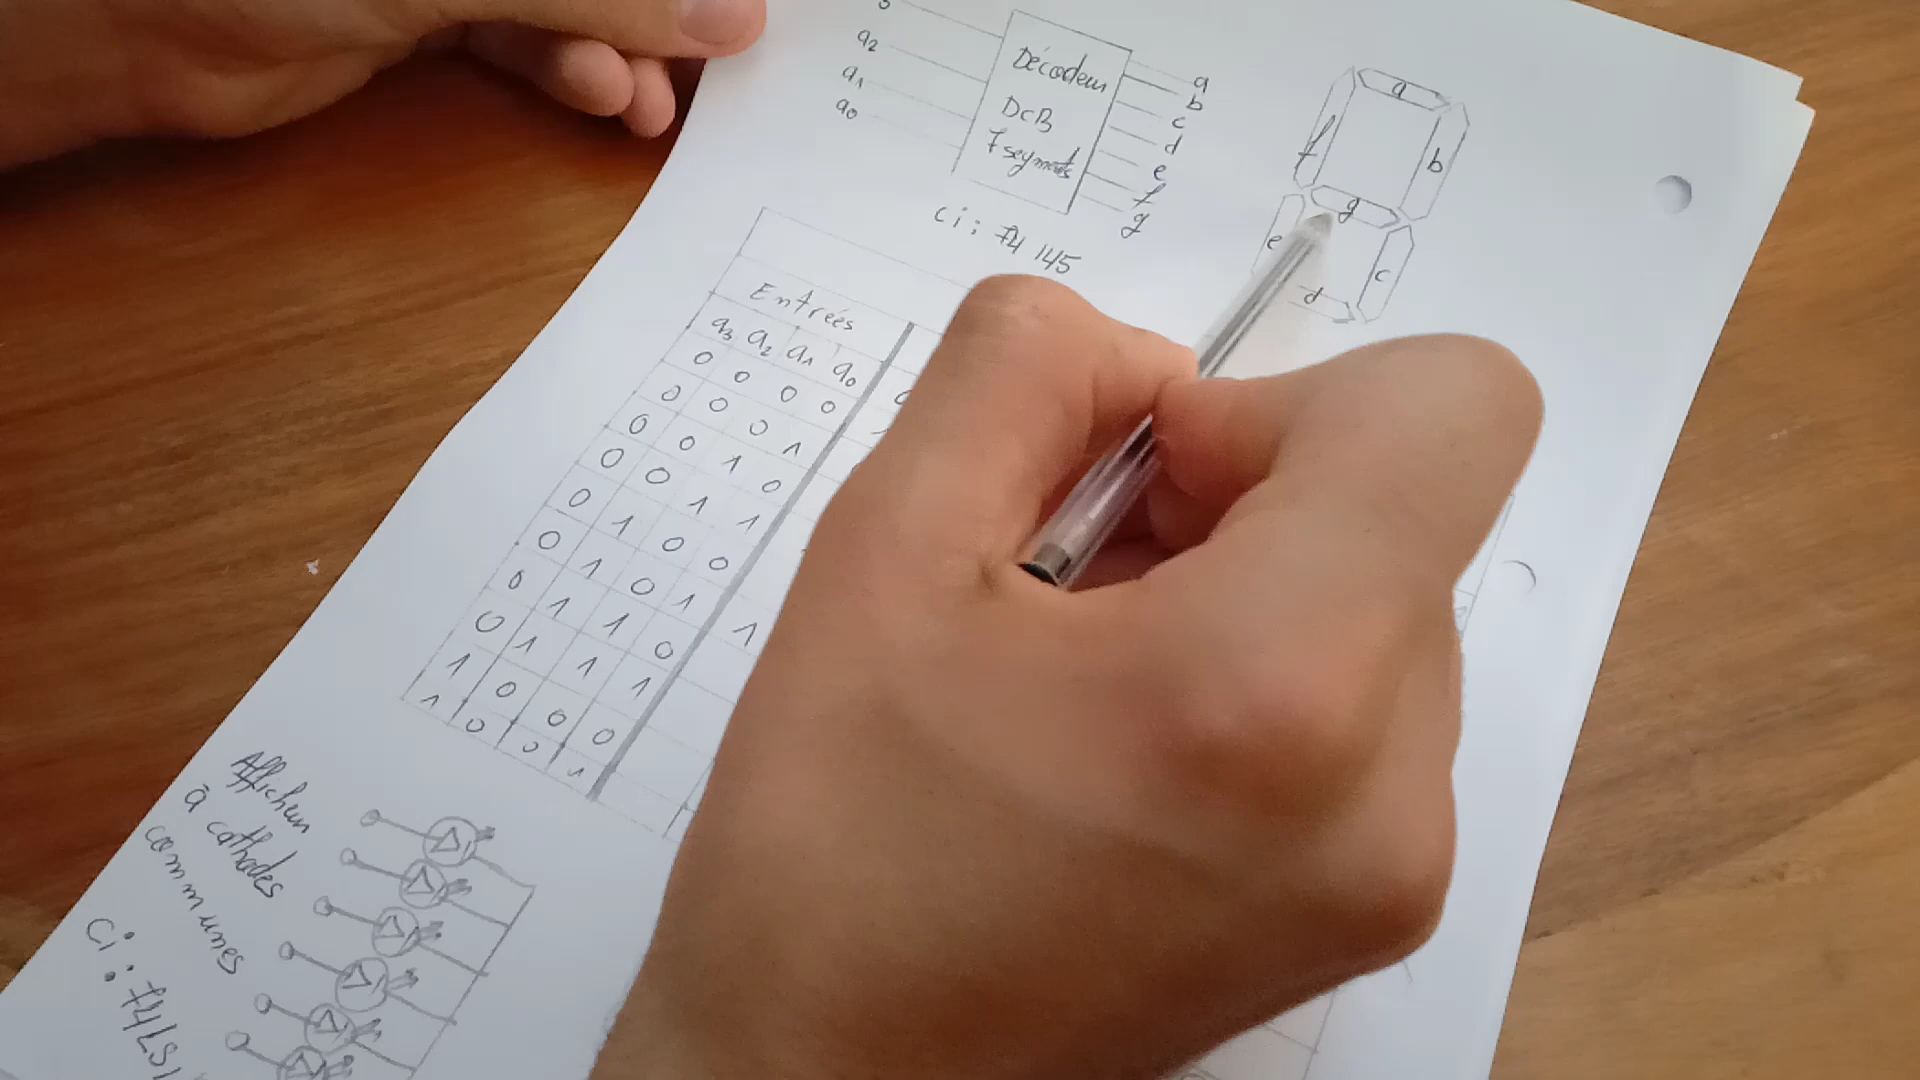 a2
a1
a0
Décodeur
DCB
7 segments
a
b
c
d
e
f
g
ci : 74 145
a
f
b
g
e
c
d
Entrées
a3 a2 a1 a0
0 0 0 0
0 0 0 1
0 0 1 0
0 0 1 1
0 1 0 0
0 1 0 1
0 1 1 0 1
0 1 1 1
1 0 0 0
1 0 0 1
Afficheur
à cathodes
communes
ci : 74LS